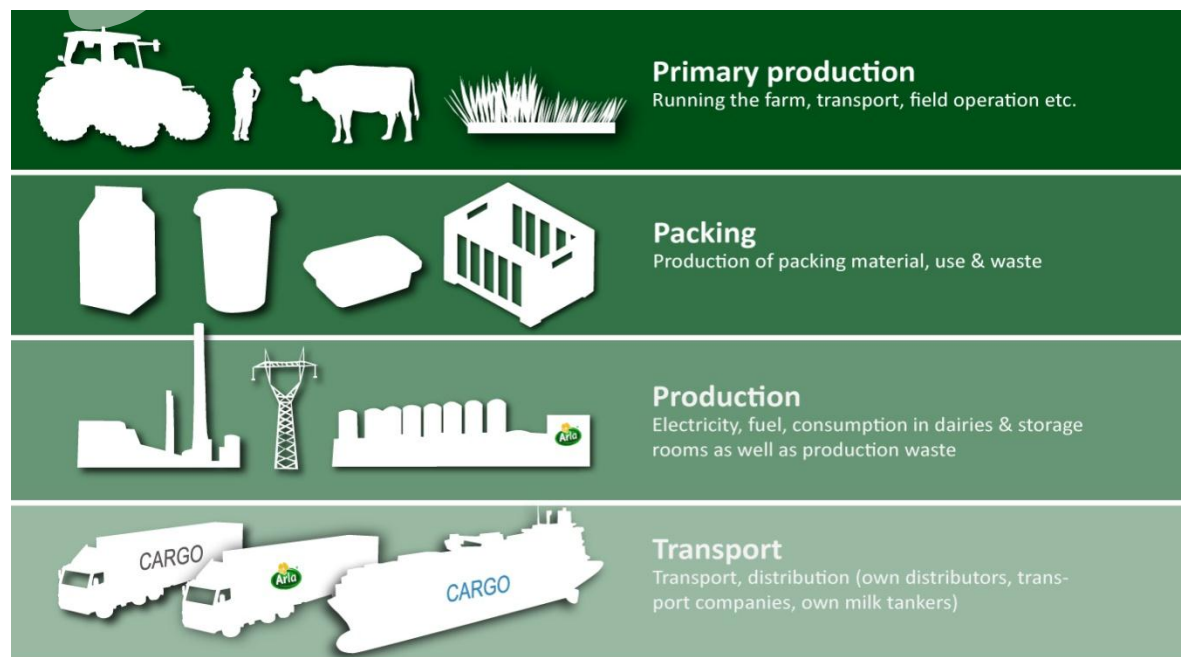 Primary production
Running the farm, transport, field operation etc.
Packing
Production of packing material, use & waste
Production
Electricity, fuel, consumption in dairies & storage
rooms as well as production waste
Arla
Transport
Transport, distribution (own distributors, trans-
port companies, own milk tankers)
CARGO
Arla
CARGO